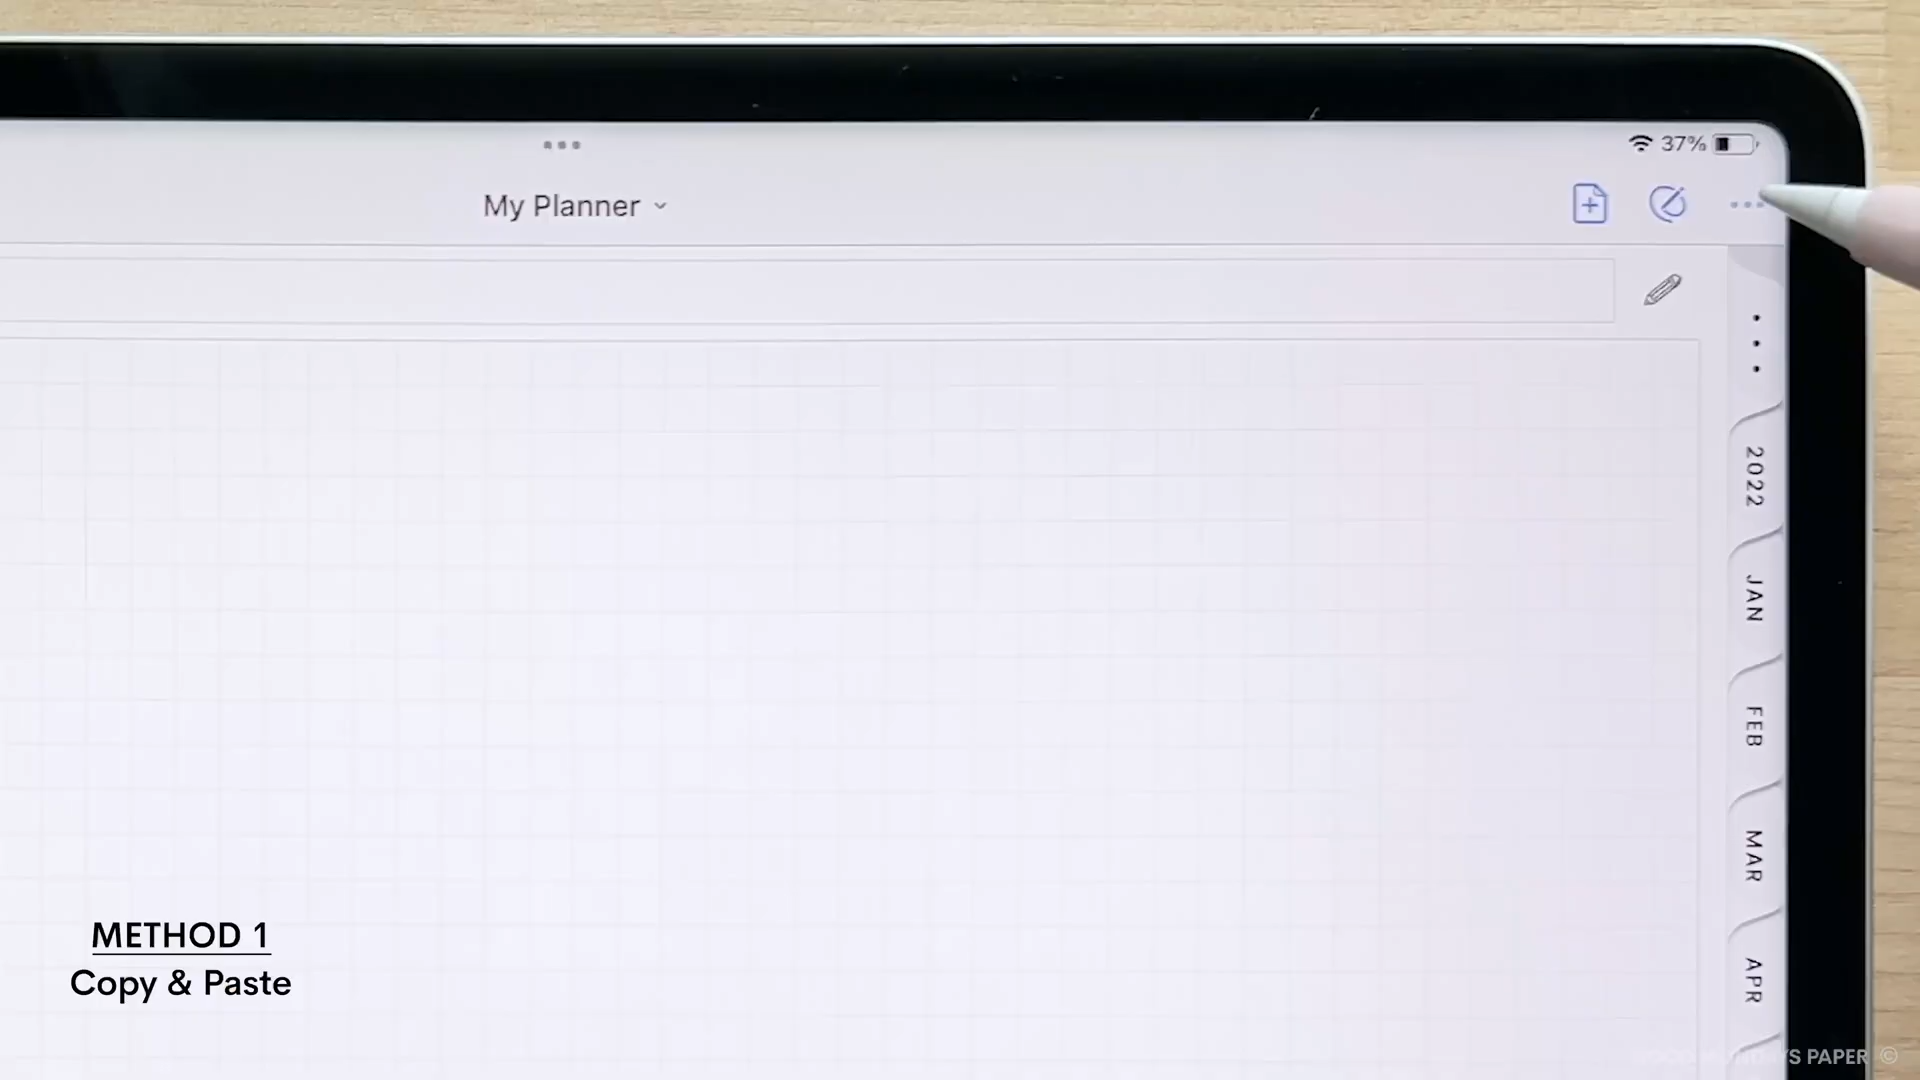 37%
My Planner
2022
JAN
FEB
MAR
APR
METHOD 1
Copy & Paste
PAPER ©